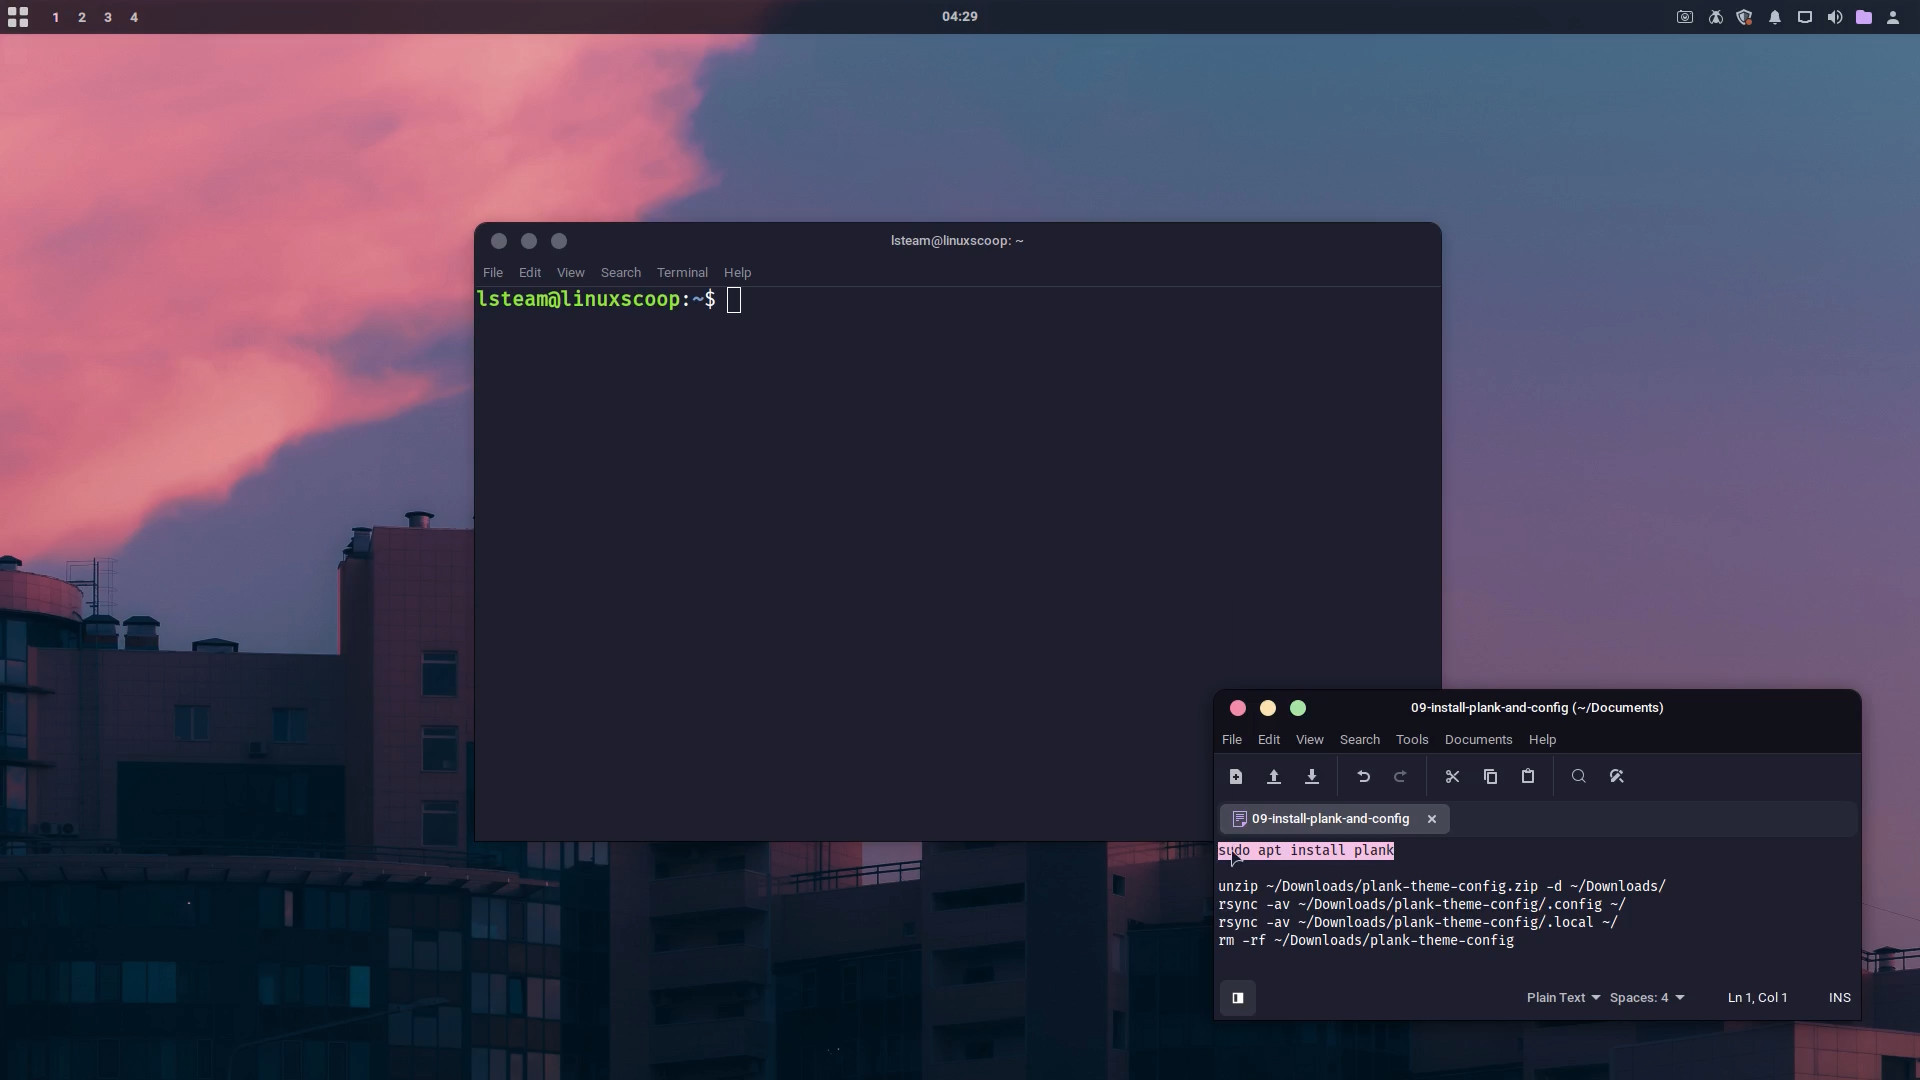 1 2 3 4 04:29
lsteam@linuxscoop: ~
File Edit View Search Terminal Help
lsteam@linuxscoop:~$
09-install-plank-and-config (~/Documents)
File Edit View Search Tools Documents Help
09-install-plank-and-config
sudo apt install plank
unzip ~/Downloads/plank-theme-config.zip -d ~/Downloads/
rsync -av ~/Downloads/plank-theme-config/.config ~/
rsync -av ~/Downloads/plank-theme-config/.local ~/
rm -rf ~/Downloads/plank-theme-config
Plain Text Spaces: 4 Ln 1, Col 1 INS